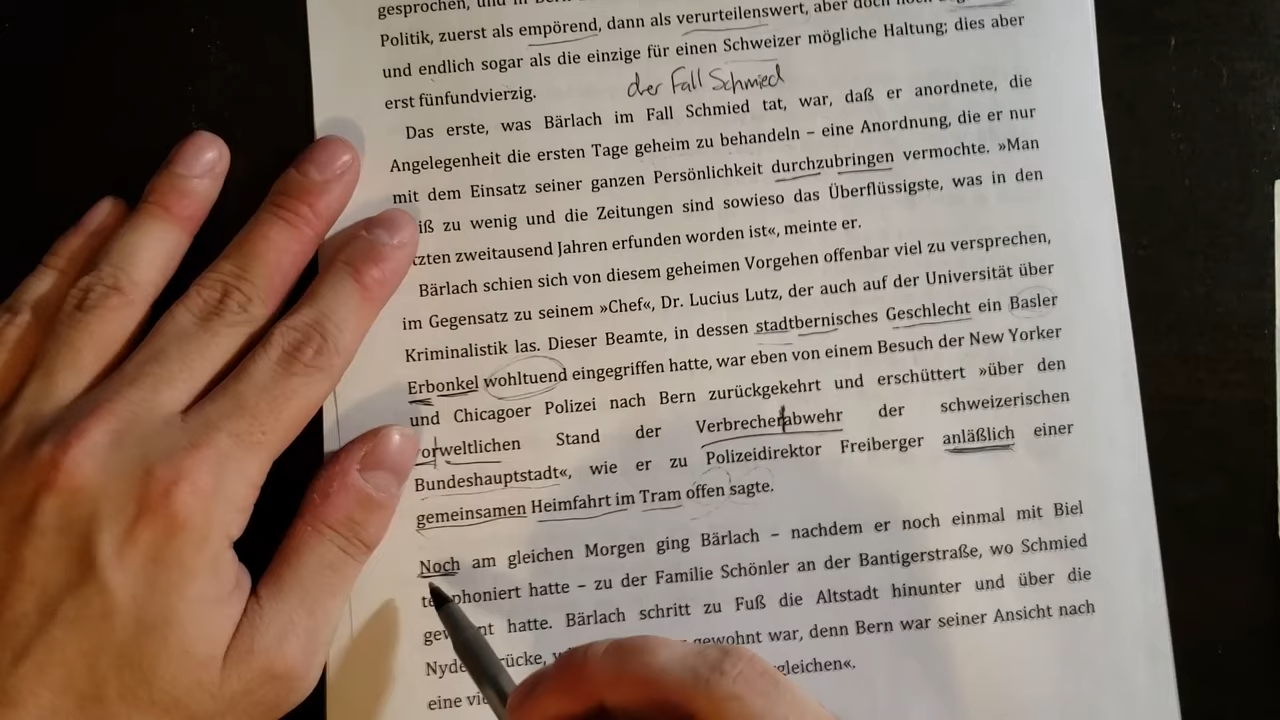 gesprochen, und in
Politik, zuerst als empörend, dann als verurteilenswert, aber doch noch
und endlich sogar als die einzige für einen Schweizer mögliche Haltung; dies aber
erst fünfundvierzig.
der Fall Schmied
Das erste, was Bärlach im Fall Schmied tat, war, daß er anordnete, die
Angelegenheit die ersten Tage geheim zu behandeln – eine Anordnung, die er nur
mit dem Einsatz seiner ganzen Persönlichkeit durchzubringen vermochte. »Man
iß zu wenig und die Zeitungen sind sowieso das Überflüssigste, was in den
tzten zweitausend Jahren erfunden worden ist«, meinte er.
Bärlach schien sich von diesem geheimen Vorgehen offenbar viel zu versprechen,
im Gegensatz zu seinem »Chef«, Dr. Lucius Lutz, der auch auf der Universität über
Kriminalistik las. Dieser Beamte, in dessen stadtbernisches Geschlecht ein Basler
Erbonkel wohltuend eingegriffen hatte, war eben von einem Besuch der New Yorker
und Chicagoer Polizei nach Bern zurückgekehrt und erschüttert »über den
vorweltlichen Stand der Verbrecherabwehr der schweizerischen
Bundeshauptstadt«, wie er zu Polizeidirektor Freiberger anläßlich einer
gemeinsamen Heimfahrt im Tram offen sagte.
Noch am gleichen Morgen ging Bärlach – nachdem er noch einmal mit Biel
phoniert hatte – zu der Familie Schönler an der Bantigerstraße, wo Schmied
gew nt hatte. Bärlach schritt zu Fuß die Altstadt hinunter und über die
Nyde rücke, gewohnt war, denn Bern war seiner Ansicht nach
eine gleichen«.